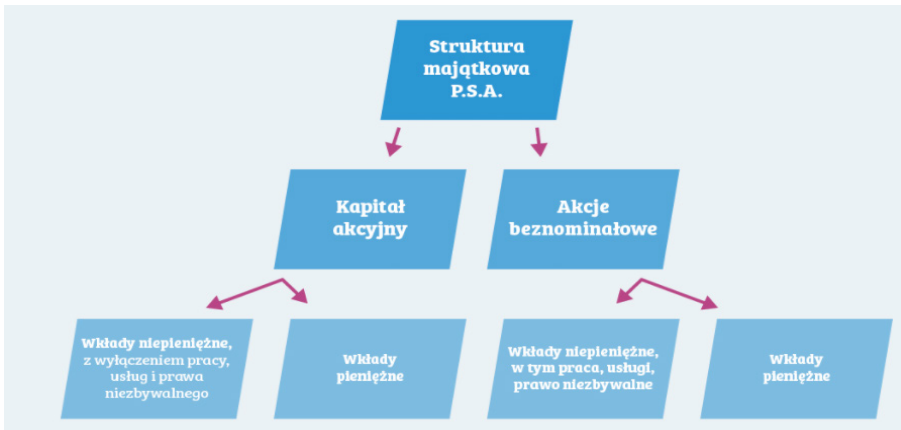 Struktura
majątkowa
P.S.A.
Kapitał
akcyjny
Akcje
beznominałowe
Wkłady niepieniężne,
z wyłączeniem pracy,
usług i prawa
niezbywalnego
Wkłady
pieniężne
Wkłady niepieniężne,
w tym praca, usługi,
prawo niezbywalne
Wkłady
pieniężne